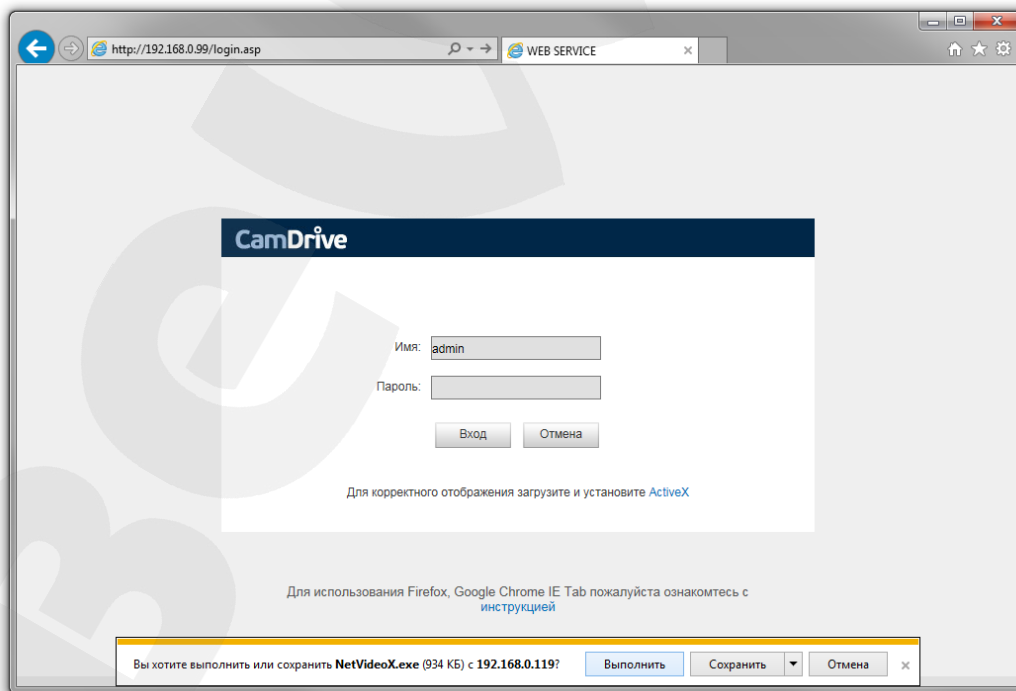 http://192.168.0.99/login.asp
WEB SERVICE
CamDrive
Имя: admin
Пароль:
Вход Отмена
Для корректного отображения загрузите и установите ActiveX
Для использования Firefox, Google Chrome IE Tab пожалуйста ознакомтесь с
инструкцией
Вы хотите выполнить или сохранить NetVideoX.exe (934 КБ) с 192.168.0.119? Выполнить Сохранить Отмена